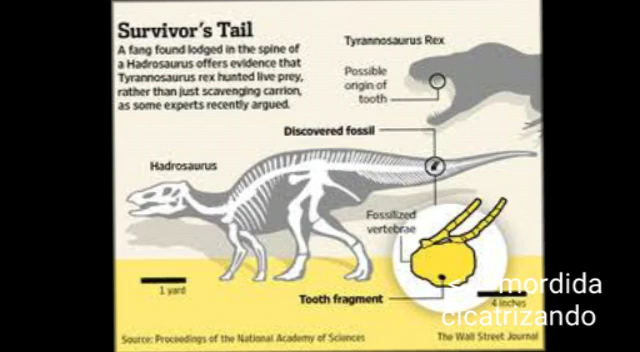 Survivor's Tail
A fang found lodged in the spine of
a Hadrosaurus offers evidence that
Tyrannosaurus rex hunted live prey,
rather than just scavenging carrion,
as some experts recently argued.
Tyrannosaurus Rex
Possible
origin of
tooth
Discovered fossil
Hadrosaurus
Fossilized
vertebrae
mordida
cicatrizando
1 yard
4 inches
Tooth fragment
Source: Proceedings of the National Academy of Sciences
The Wall Street Journal